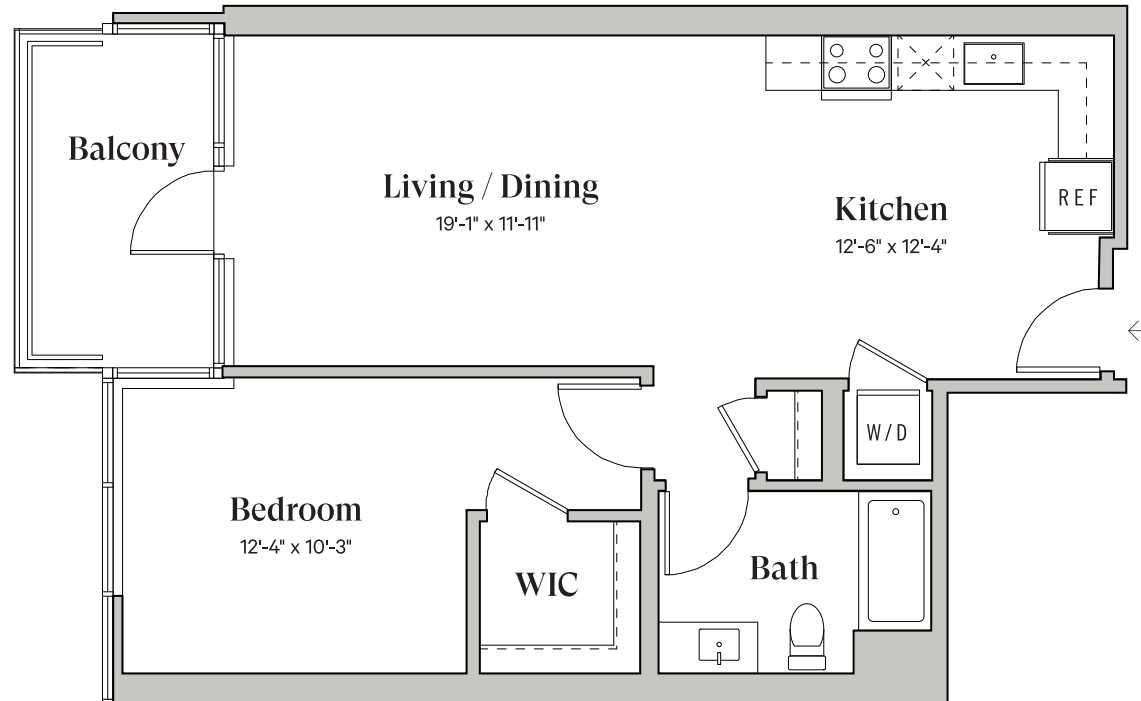 Balcony
Living / Dining
19'-1" x 11'-11"
Kitchen
12'-6" x 12'-4"
REF
W/D
Bedroom
12'-4" x 10'-3"
WIC
Bath